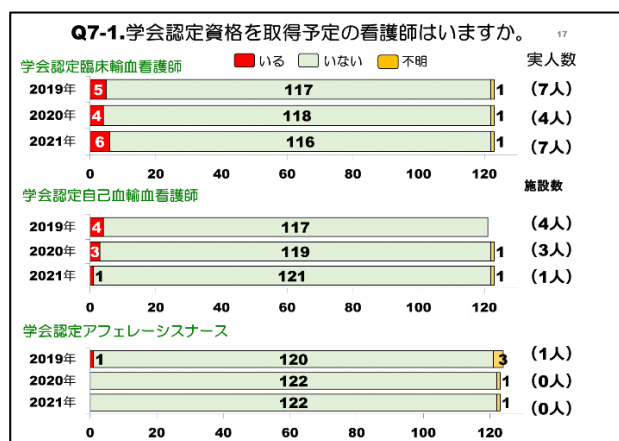 Q7-1.学会認定資格を取得予定の看護師はいますか。 17
学会認定臨床輸血看護師 いる いない 不明 実人数
2019年 5 117 1 (7人)
2020年 4 118 1 (4人)
2021年 6 116 1 (7人)
0 20 40 60 80 100 120
施設数
学会認定自己血輸血看護師
2019年 4 117 (4人)
2020年 3 119 1 (3人)
2021年 1 121 1 (1人)
0 20 40 60 80 100 120
学会認定アフェレーシスナース
2019年 1 120 3 (1人)
2020年 122 1 (0人)
2021年 122 1 (0人)
0 20 40 60 80 100 120